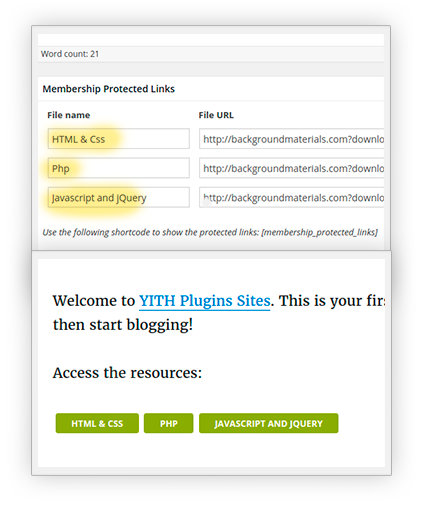 Word count: 21
Membership Protected Links
File name File URL
HTML & Css http://backgroundmaterials.com?downlo
Php http://backgroundmaterials.com?downlo
Javascript and jQuery http://backgroundmaterials.com?downlo
Use the following shortcode to show the protected links: [membership_protected_links]
Welcome to YITH Plugins Sites. This is your firs
then start blogging!
Access the resources:
HTML & CSS PHP JAVASCRIPT AND JQUERY